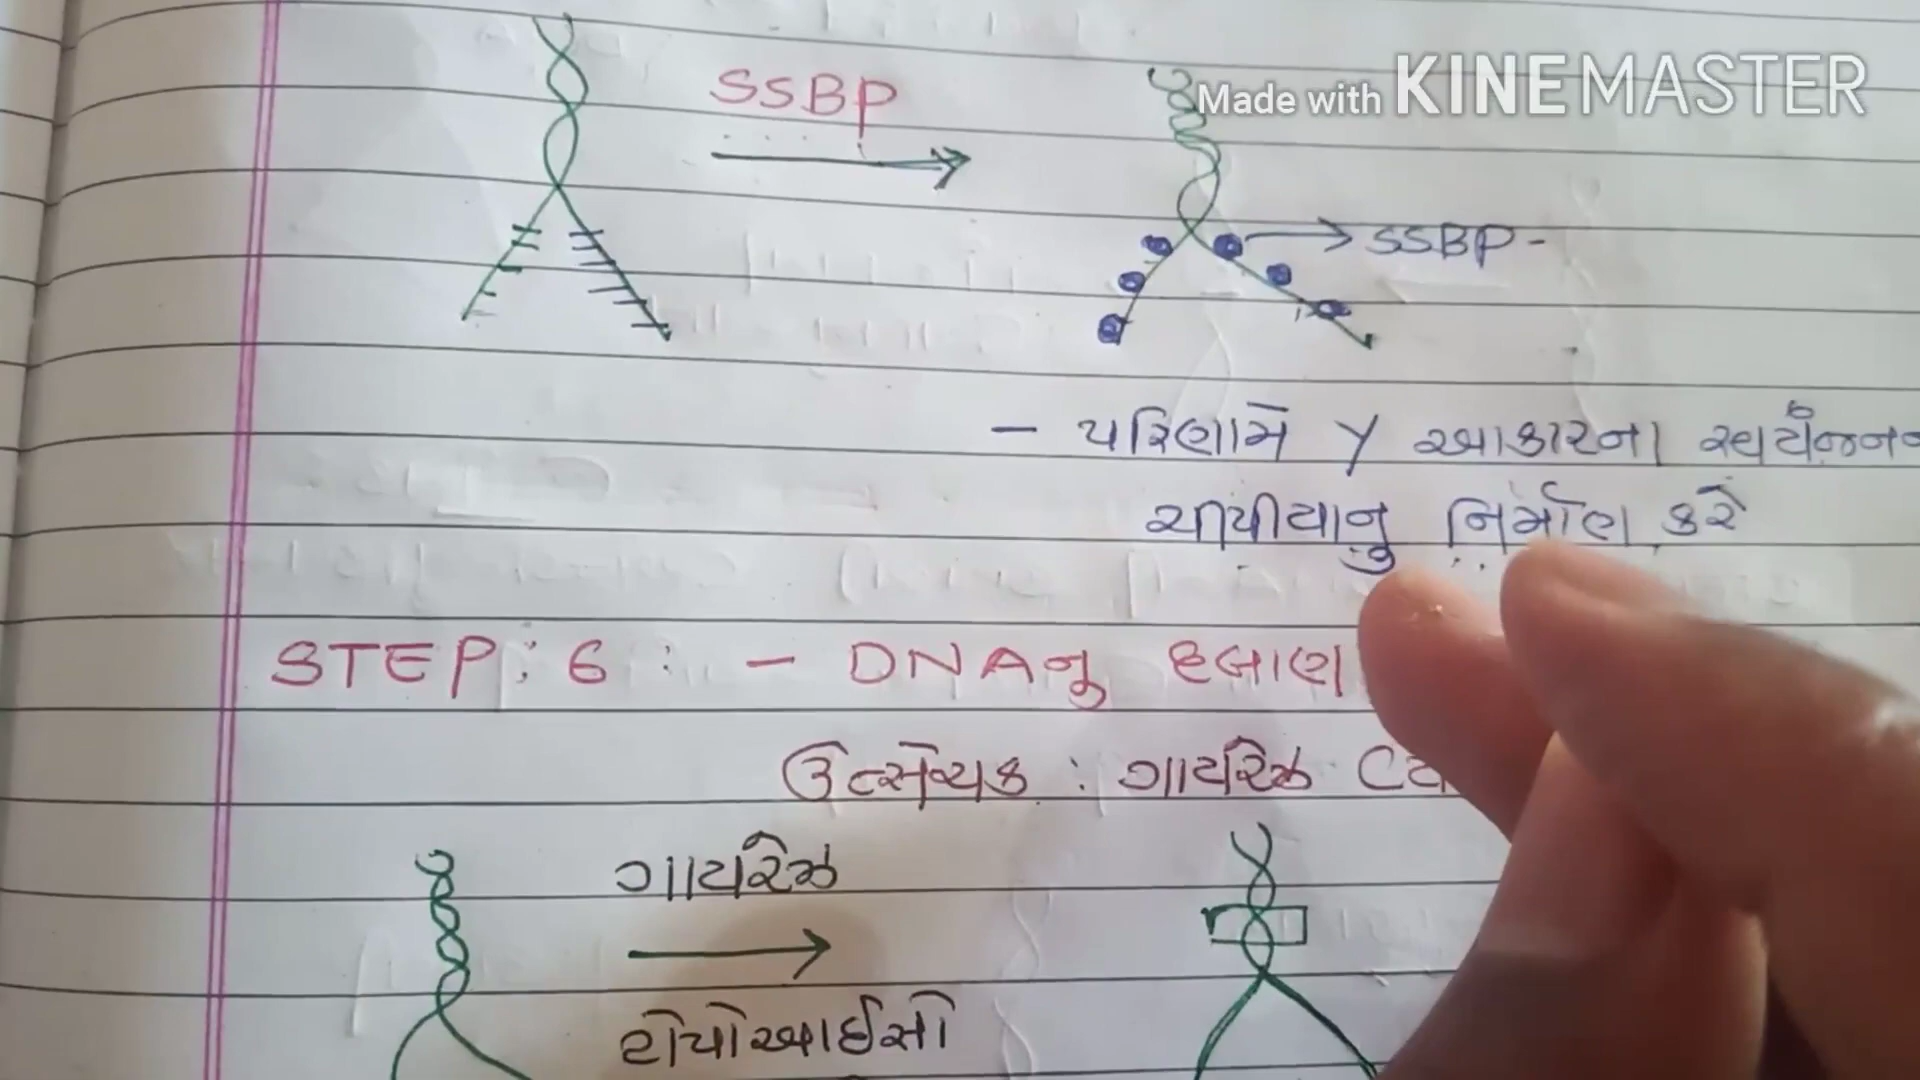 Made with KINEMASTER
SSBP
SSBP-
- પરિણામે Y આકારના સ્વયંજનન
ચીપીયાનુ નિર્માણ કરે
STEP: 6 : - DNAનુ દબાણ
ઉત્સેચક : ગાયરેઝ
ગાયરેઝ
ટોપોઆઈસો